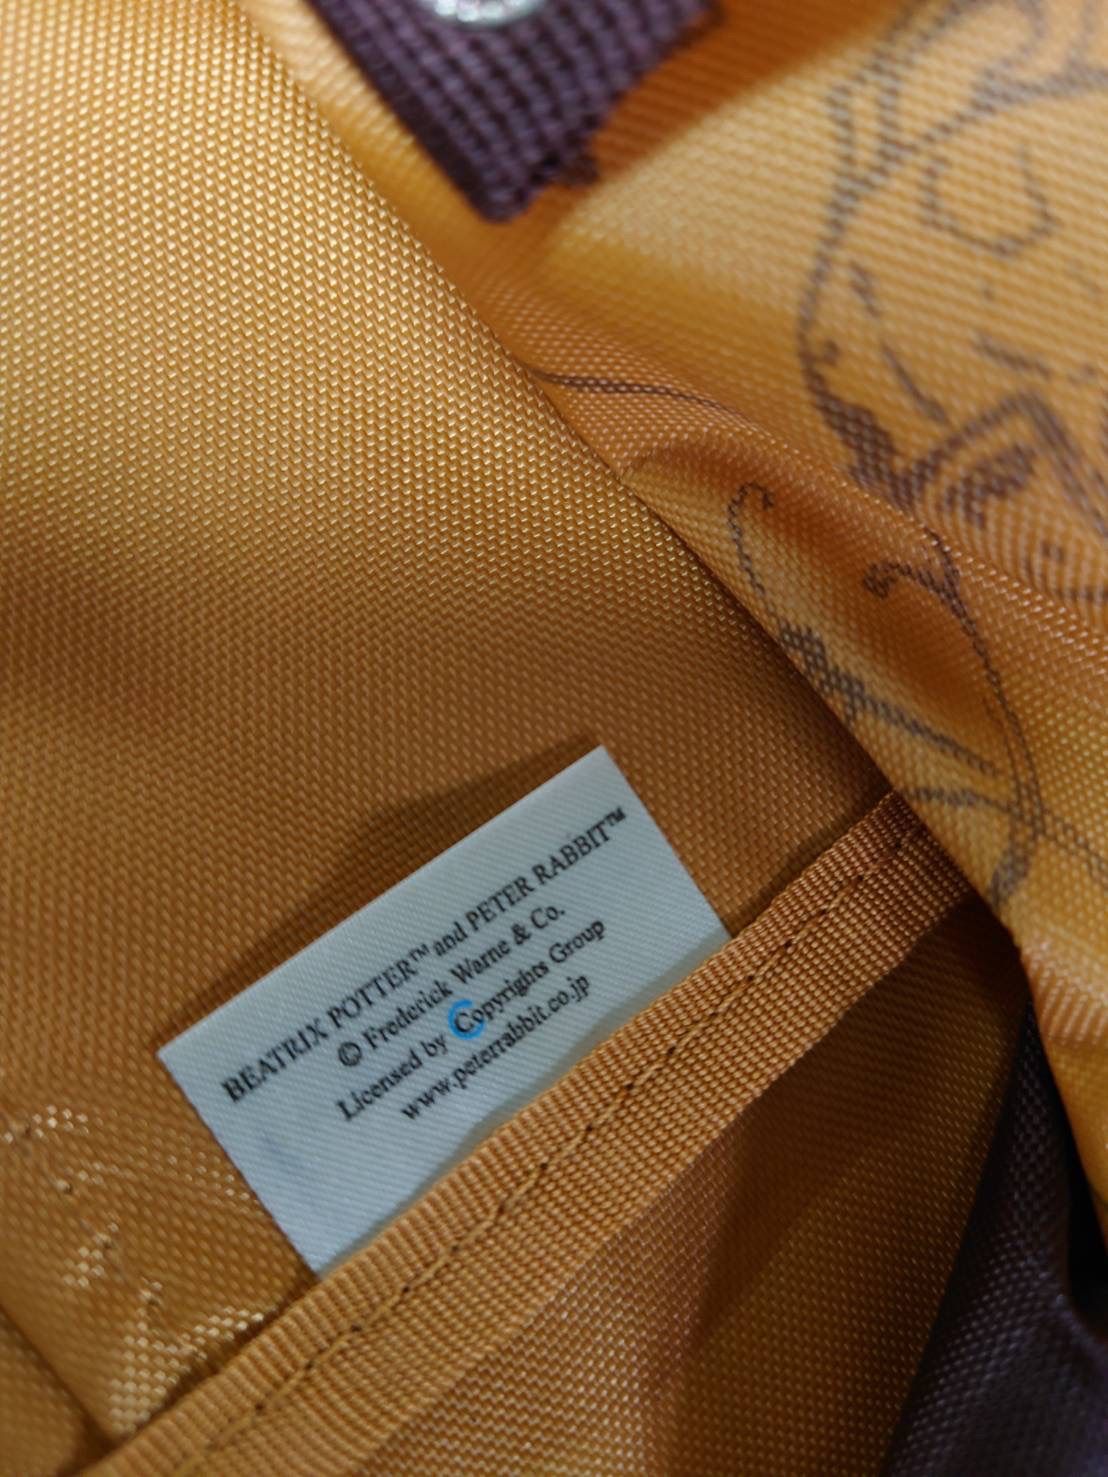 BEATRIX POTTER™ and PETER RABBIT™
© Frederick Warne & Co.
Licensed by Copyrights Group
www.peterrabbit.co.jp